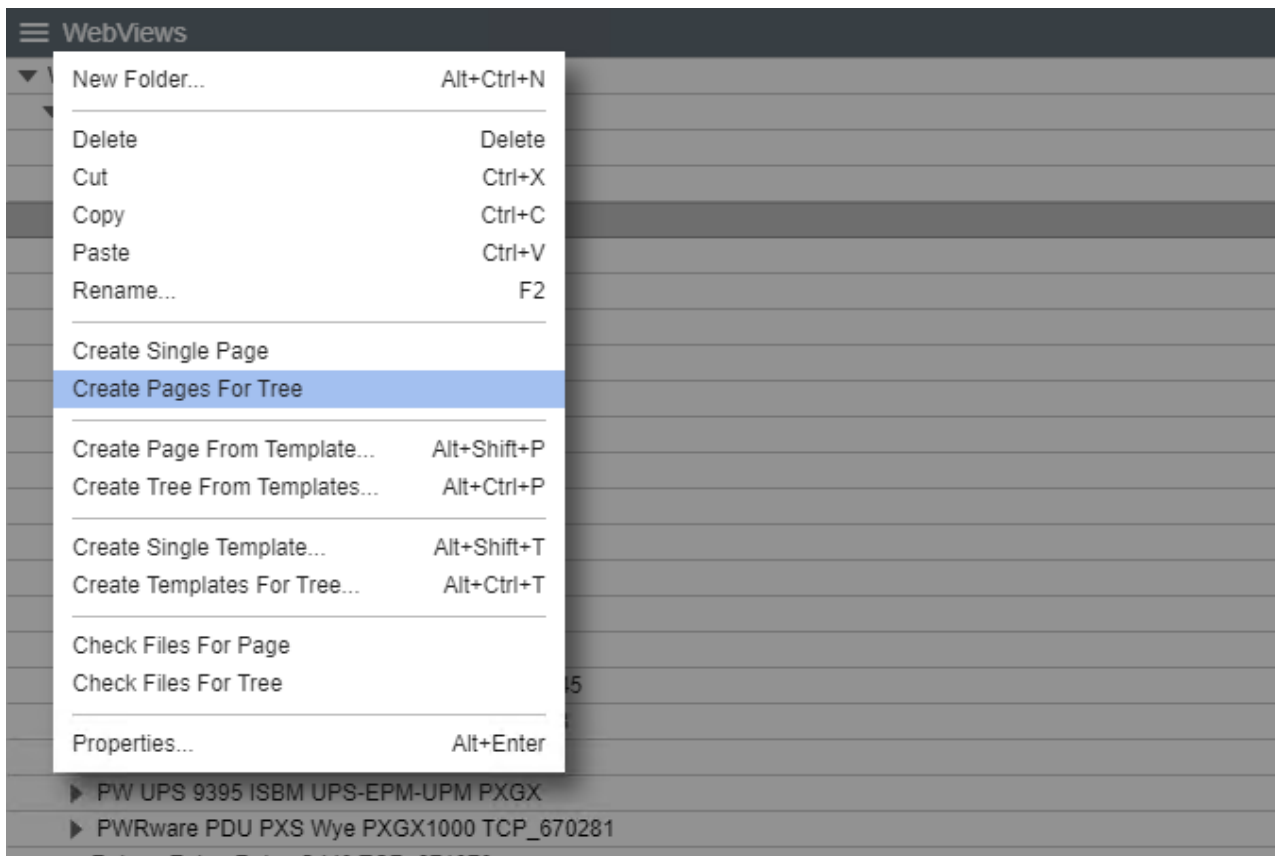 WebViews
New Folder... Alt+Ctrl+N
Delete Delete
Cut Ctrl+X
Copy Ctrl+C
Paste Ctrl+V
Rename... F2
Create Single Page
Create Pages For Tree
Create Page From Template... Alt+Shift+P
Create Tree From Templates... Alt+Ctrl+P
Create Single Template... Alt+Shift+T
Create Templates For Tree... Alt+Ctrl+T
Check Files For Page
Check Files For Tree
Properties... Alt+Enter
PW UPS 9395 ISBM UPS-EPM-UPM PXGX
PWRware PDU PXS Wye PXGX1000 TCP_670281